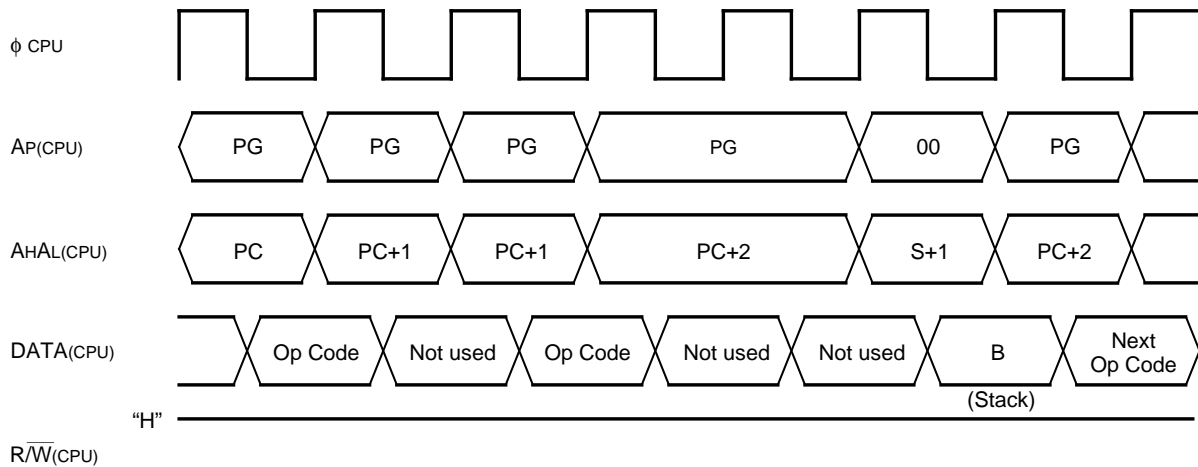 ϕ CPU
AP(CPU) PG PG PG PG 00 PG
AHAL(CPU) PC PC+1 PC+1 PC+2 S+1 PC+2
DATA(CPU) Op Code Not used Op Code Not used Not used B Next Op Code
(Stack)
“H”
R/W̅(CPU)